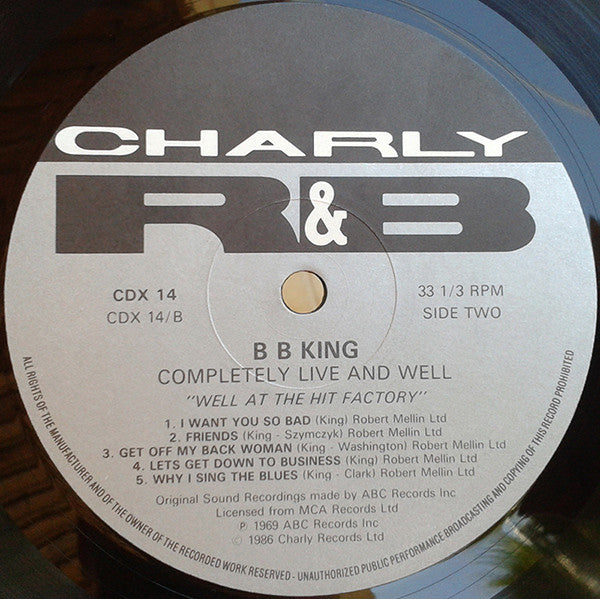 CHARLY
R&B
CDX 14
CDX 14/B
33 1/3 RPM
SIDE TWO
B B KING
COMPLETELY LIVE AND WELL
"WELL AT THE HIT FACTORY"
1. I WANT YOU SO BAD (King) Robert Mellin Ltd
2. FRIENDS (King - Szymczyk) Robert Mellin Ltd
3. GET OFF MY BACK WOMAN (King - Washington) Robert Mellin Ltd
4. LETS GET DOWN TO BUSINESS (King) Robert Mellin Ltd
5. WHY I SING THE BLUES (King - Clark) Robert Mellin Ltd
Original Sound Recordings made by ABC Records Inc
Licensed from MCA Records Ltd
℗ 1969 ABC Records Inc
© 1986 Charly Records Ltd
ALL RIGHTS OF THE MANUFACTURER AND OF THE OWNER OF THE RECORDED WORK RESERVED - UNAUTHORIZED PUBLIC PERFORMANCE BROADCASTING AND COPYING OF THIS RECORD PROHIBITED